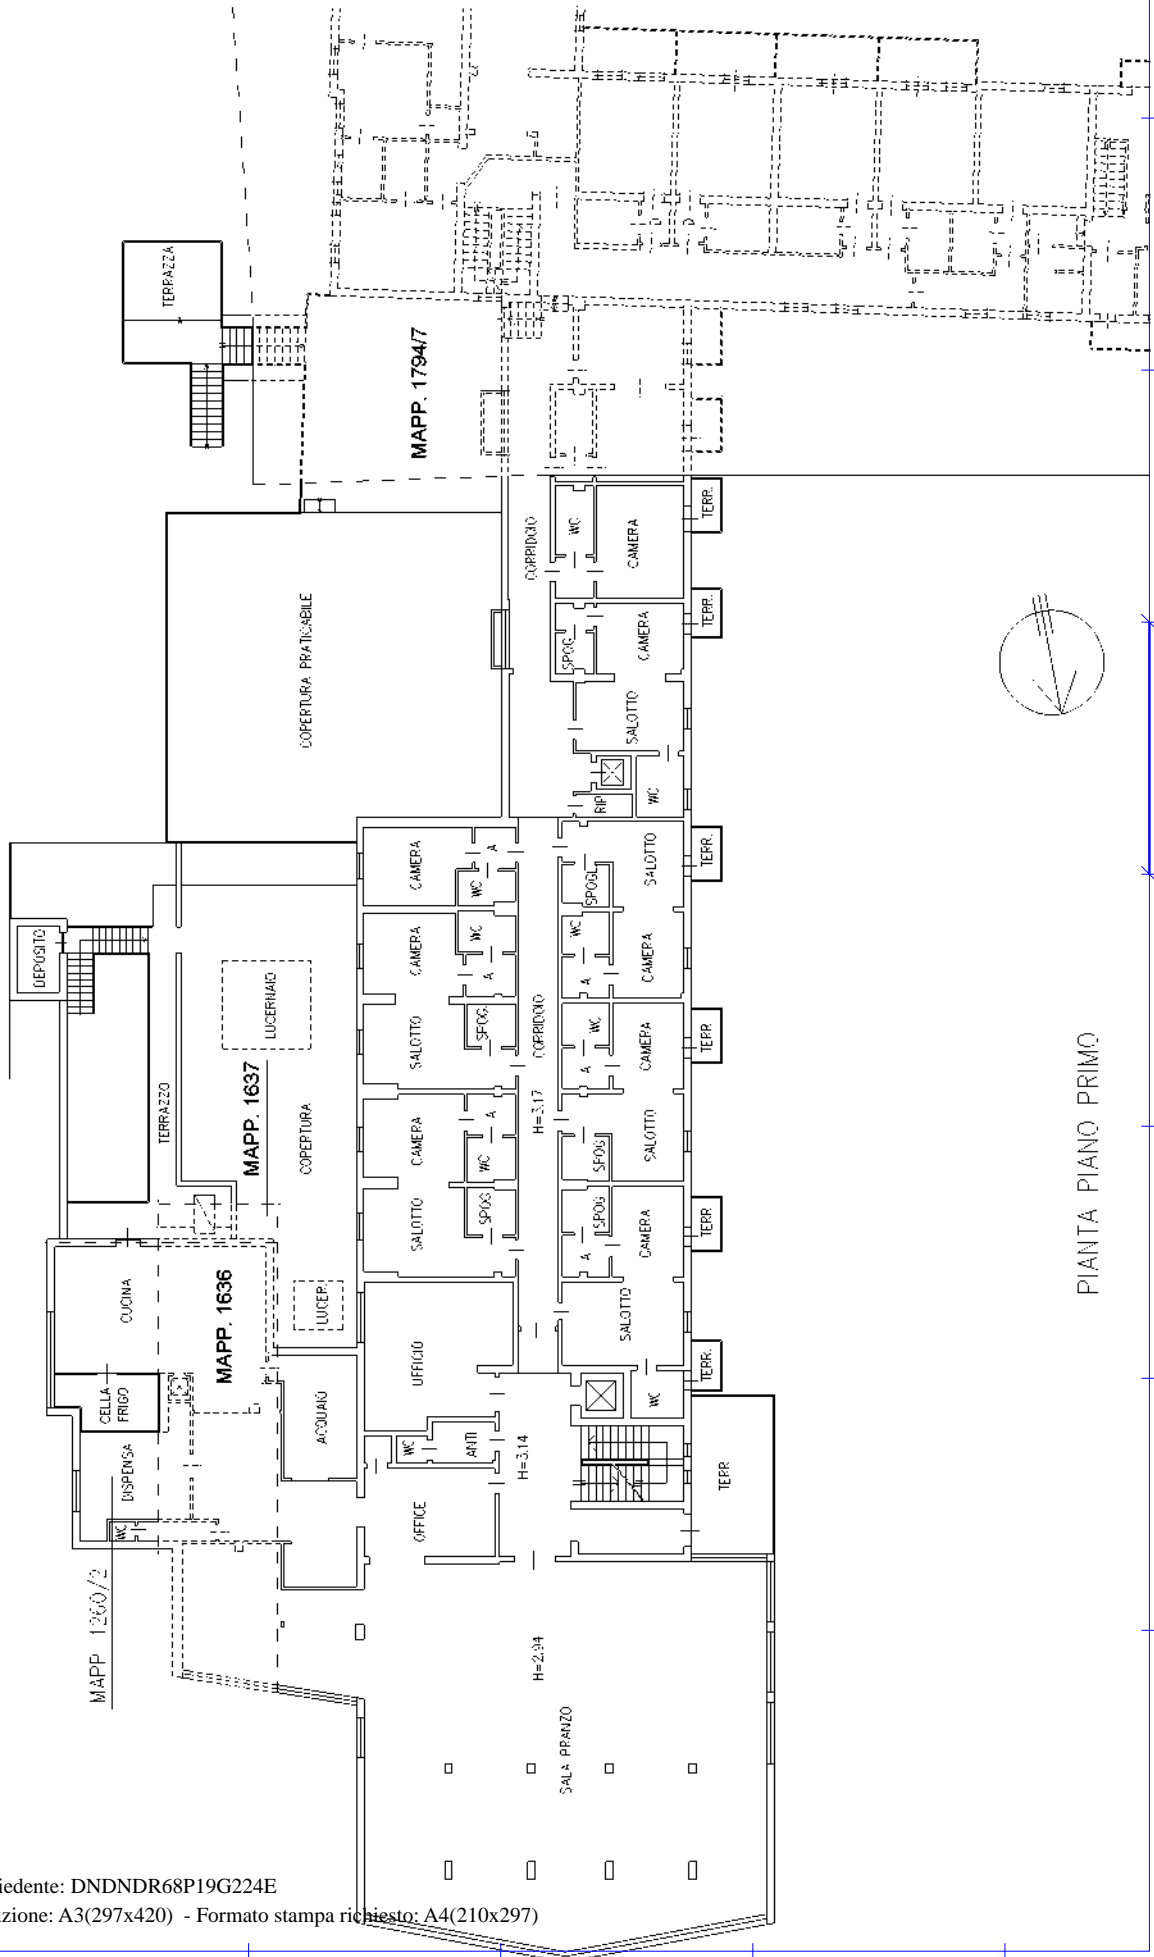 TERRAZZA
MAPP. 1794/7
COPERTURA PRATICABILE
CORRIDOIO
WC
CAMERA
TERR.
SPOG.
CAMERA
TERR.
SALOTTO
RIP
WC
DEPOSITO
TERRAZZO
LUCERNAIO
MAPP. 1637
COPERTURA
CAMERA
WC
A
CAMERA
WC
A
SALOTTO
SPOG.
CORRIDOIO
H=3.17
CAMERA
WC
A
SALOTTO
SPOG.
SPOGL
SALOTTO
TERR.
WC
A
CAMERA
WC
A
CAMERA
TERR
SPOG
SALOTTO
SPOG
A
CAMERA
TERR
SALOTTO
WC
TERR.
CUCINA
MAPP. 1636
LUCER.
CELLA
FRIGO
DISPENSA
WC
MAPP 1260/2
ACQUAIO
UFFICIO
WC
ANTI
H=3.14
OFFICE
TERR
H=2.94
SALA PRANZO
PIANTA PIANO PRIMO
iedente: DNDNDR68P19G224E
zione: A3(297x420) - Formato stampa richiesto: A4(210x297)